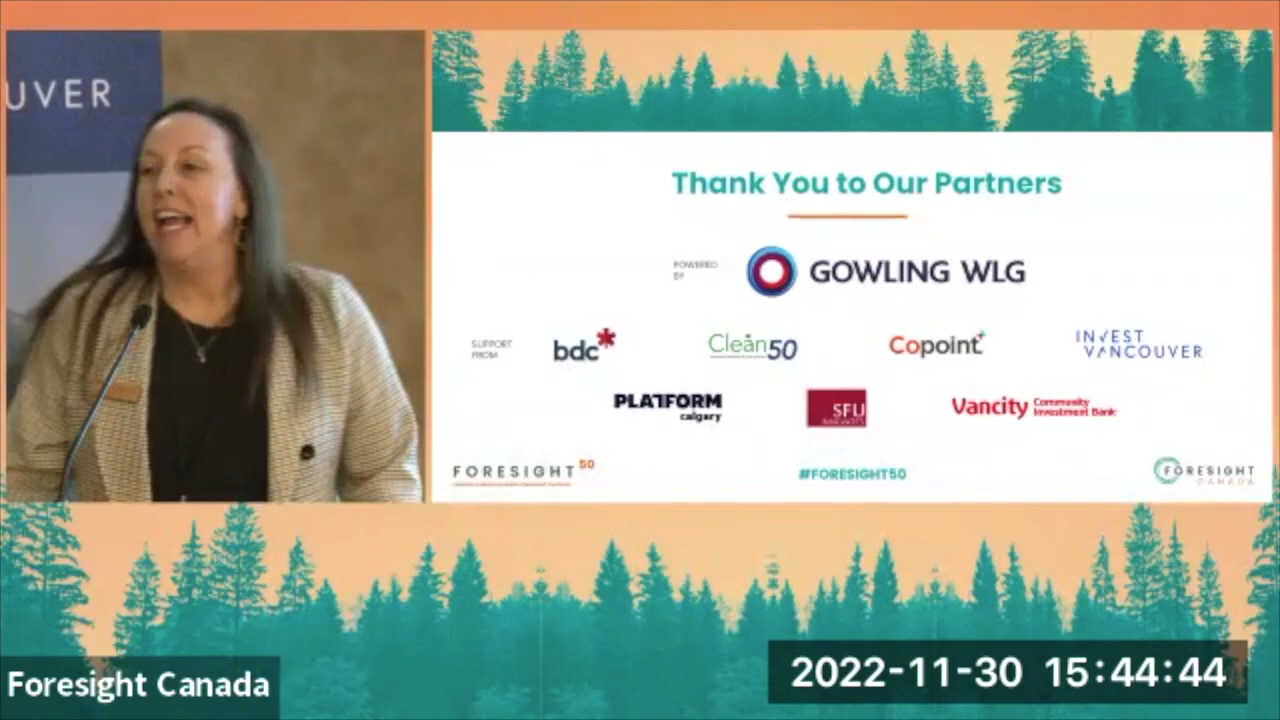 UVER
Thank You to Our Partners
POWERED
BY
GOWLING WLG
SUPPORT
FROM
bdc
Clean50
Copoint
INVEST
VANCOUVER
PLATFORM
calgary
SFU
Vancity Community
Investment Bank
FORESIGHT 50
#FORESIGHT50
FORESIGHT
CANADA
Foresight Canada
2022-11-30 15:44:44